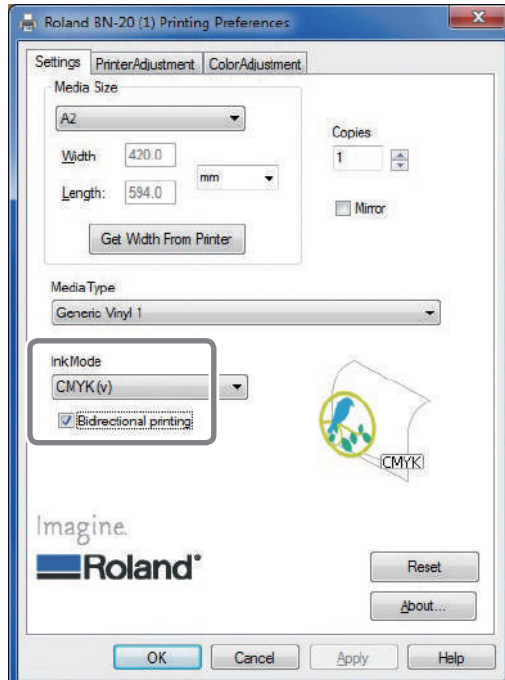 Roland BN-20 (1) Printing Preferences
Settings PrinterAdjustment ColorAdjustment
Media Size
A2
Copies
Width 420.0
1
mm
Length: 594.0
Mirror
Get Width From Printer
MediaType
Generic Vinyl 1
InkMode
CMYK(v)
Bidirectional printing
CMYK
Imagine.
Roland®
Reset
About...
OK Cancel Apply Help